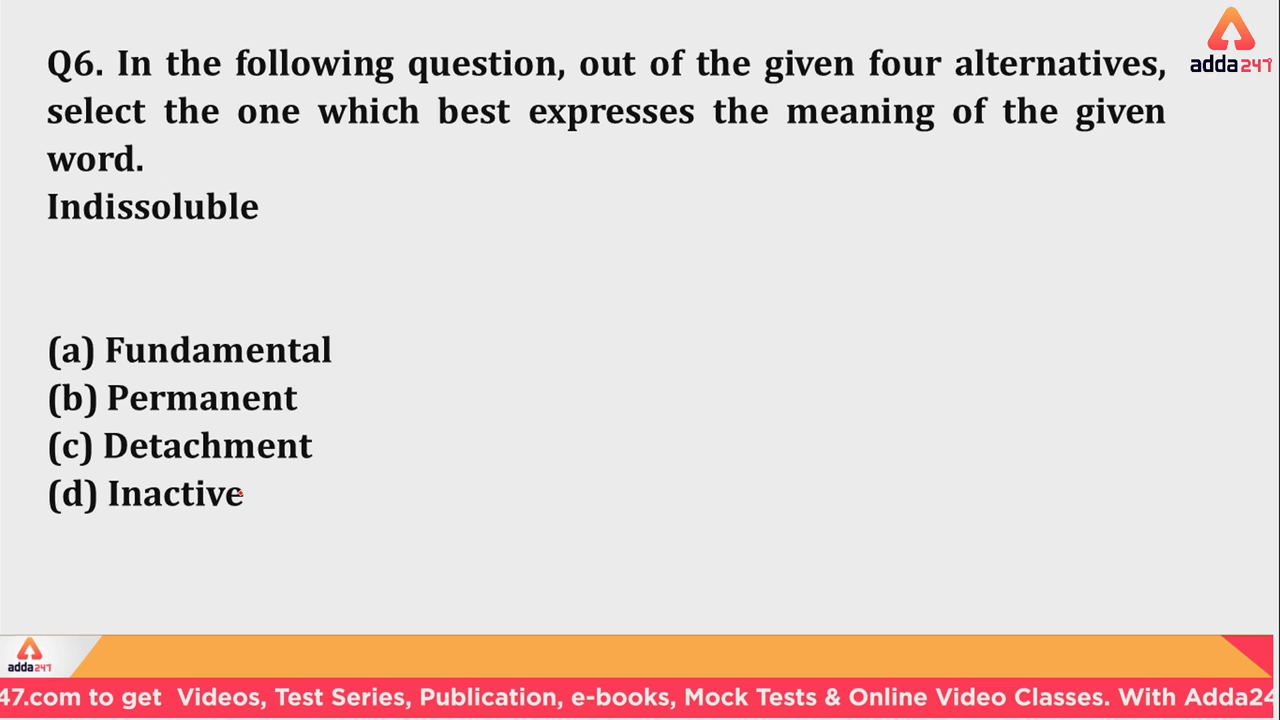 adda247
Q6. In the following question, out of the given four alternatives,
select the one which best expresses the meaning of the given
word.
Indissoluble
(a) Fundamental
(b) Permanent
(c) Detachment
(d) Inactive
adda247
47.com to get Videos, Test Series, Publication, e-books, Mock Tests & Online Video Classes. With Adda24